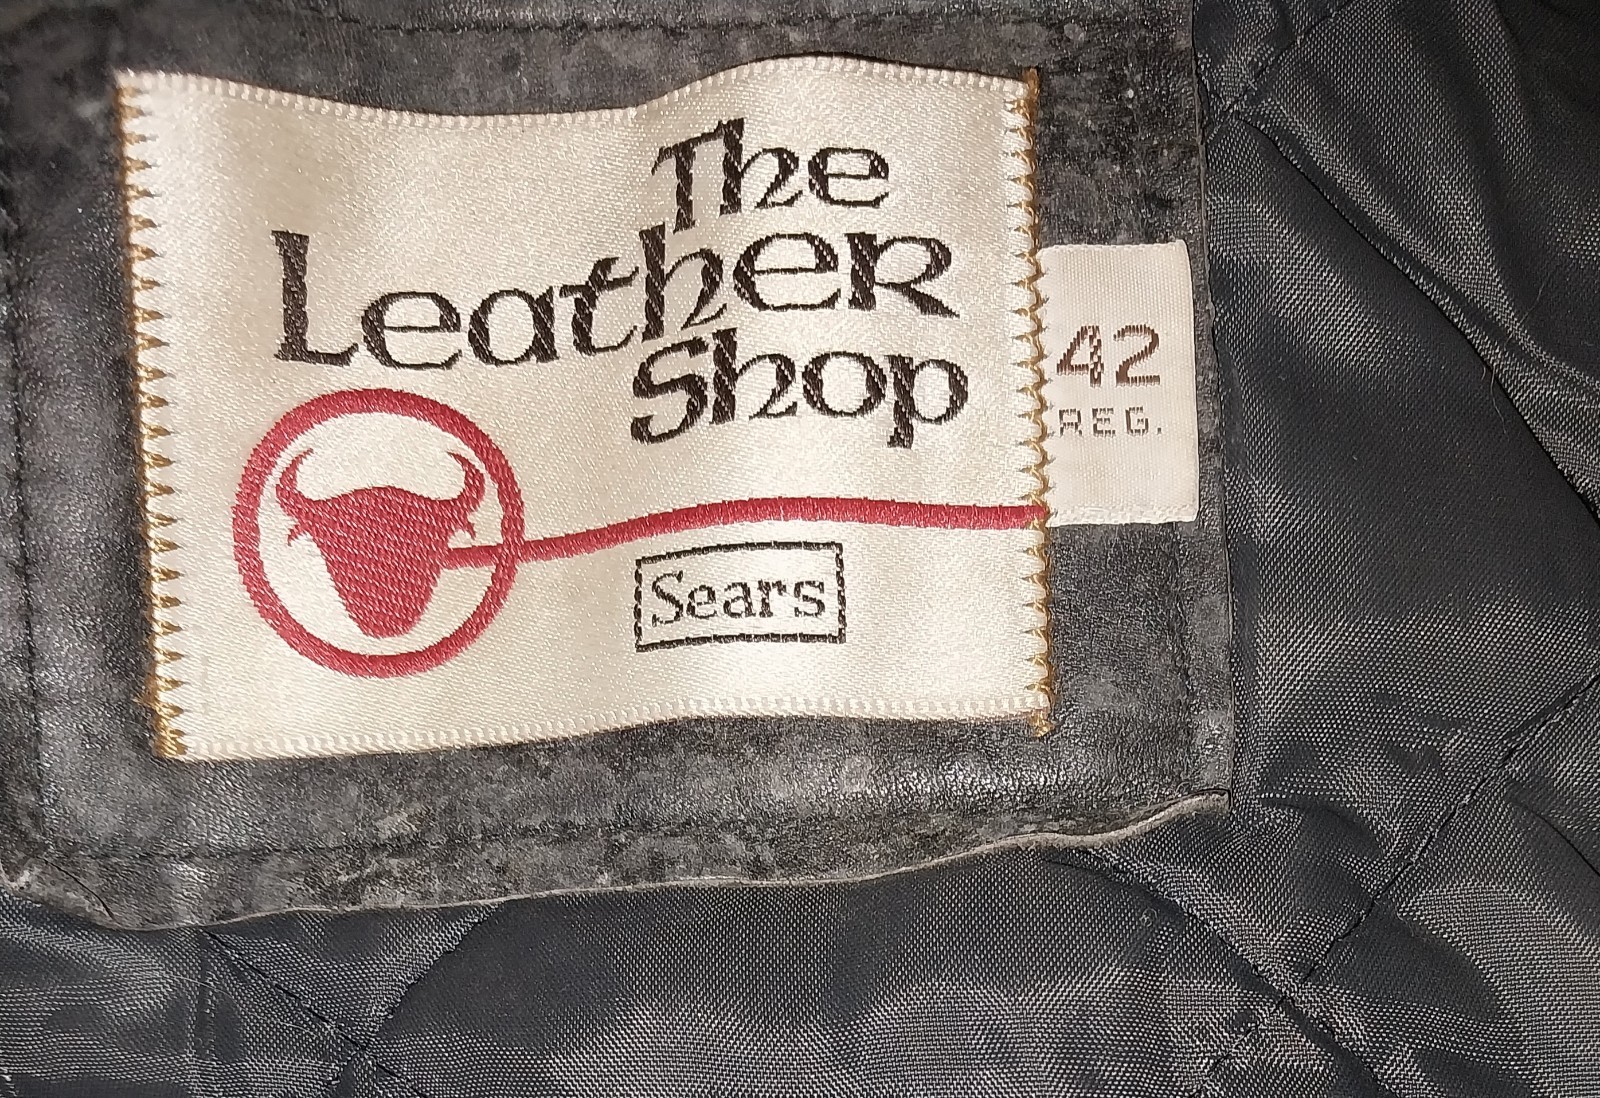 The
Leather
Shop
42
REG.
Sears